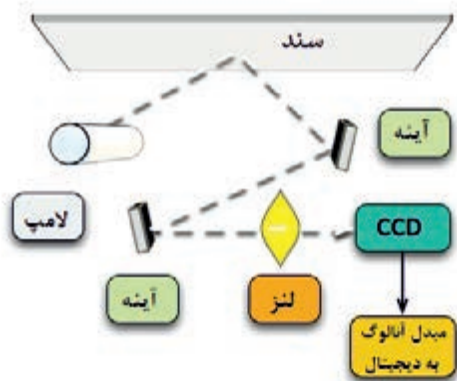 سند
آینه
لامپ
CCD
آینه
لنز
مبدل آنالوگ
به دیجیتال